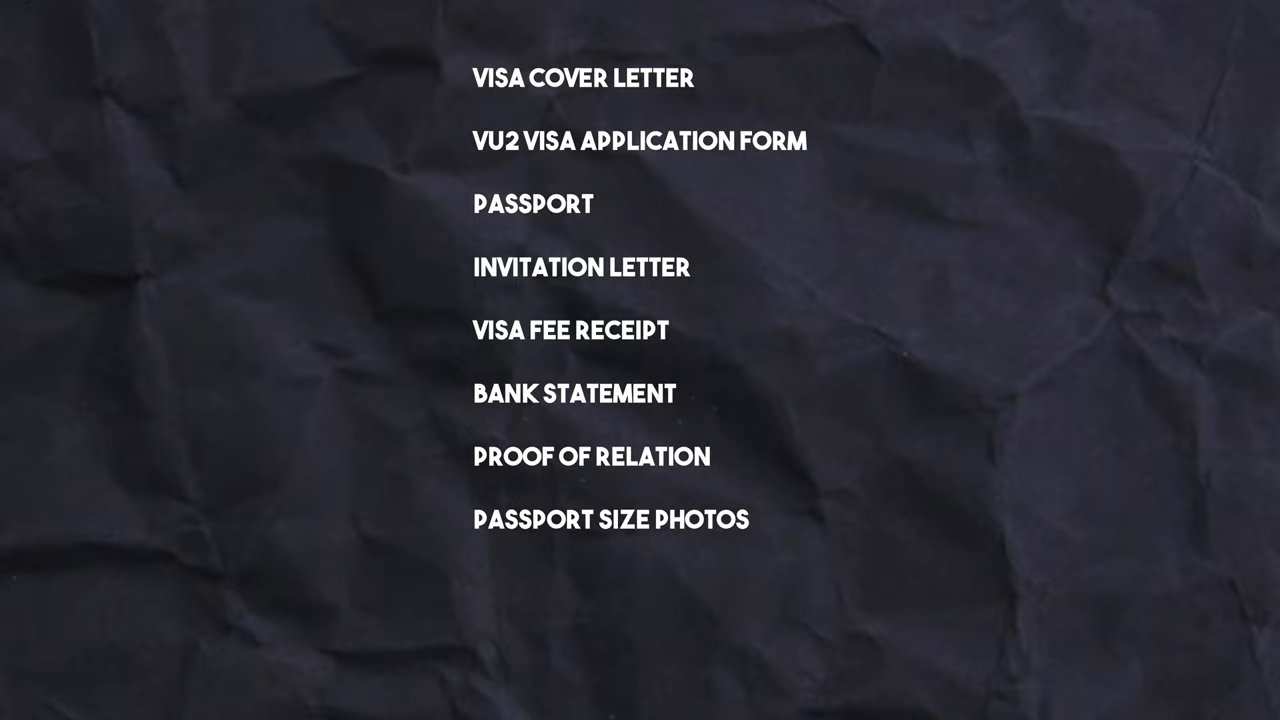 VISA COVER LETTER
VU2 VISA APPLICATION FORM
PASSPORT
INVITATION LETTER
VISA FEE RECEIPT
BANK STATEMENT
PROOF OF RELATION
PASSPORT SIZE PHOTOS